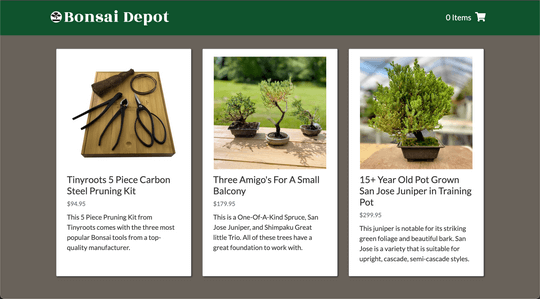 Bonsai Depot
0 Items
Tinyroots 5 Piece Carbon
Steel Pruning Kit
$94.95
This 5 Piece Pruning Kit from
Tinyroots comes with the three most
popular Bonsai tools from a top-
quality manufacturer.
Three Amigo's For A Small
Balcony
$179.95
This is a One-Of-A-Kind Spruce, San
Jose Juniper, and Shimpaku Great
little Trio. All of these trees have a
great foundation to work with.
15+ Year Old Pot Grown
San Jose Juniper in Training
Pot
$299.95
This juniper is notable for its striking
green foliage and beautiful bark. San
Jose is a variety that is suitable for
upright, cascade, semi-cascade styles.